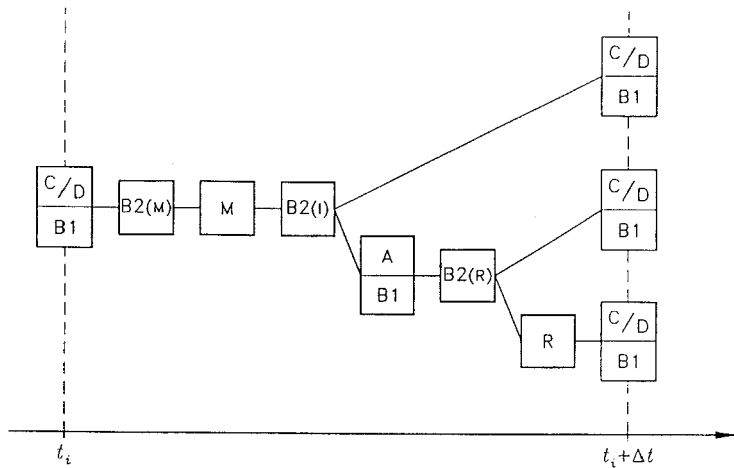 C/D
B1
C/D
B1
B2(M)
M
B2(I)
C/D
B1
A
B1
B2(R)
R
C/D
B1
t_i
t_i+Δt